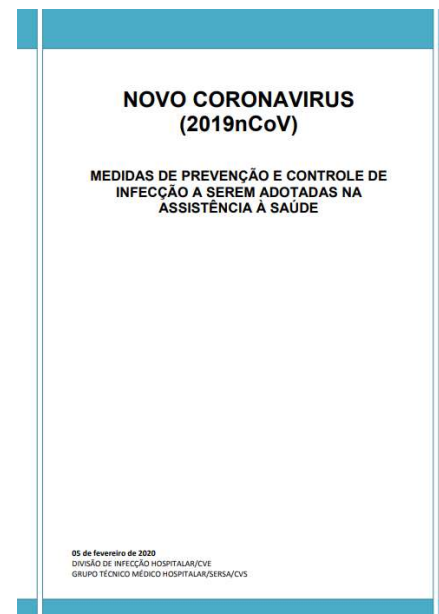 NOVO CORONAVIRUS
(2019nCoV)
MEDIDAS DE PREVENÇÃO E CONTROLE DE
INFECÇÃO A SEREM ADOTADAS NA
ASSISTÊNCIA À SAÚDE
05 de fevereiro de 2020
DIVISÃO DE INFECÇÃO HOSPITALAR/CVE
GRUPO TÉCNICO MÉDICO HOSPITALAR/SERSA/CVS